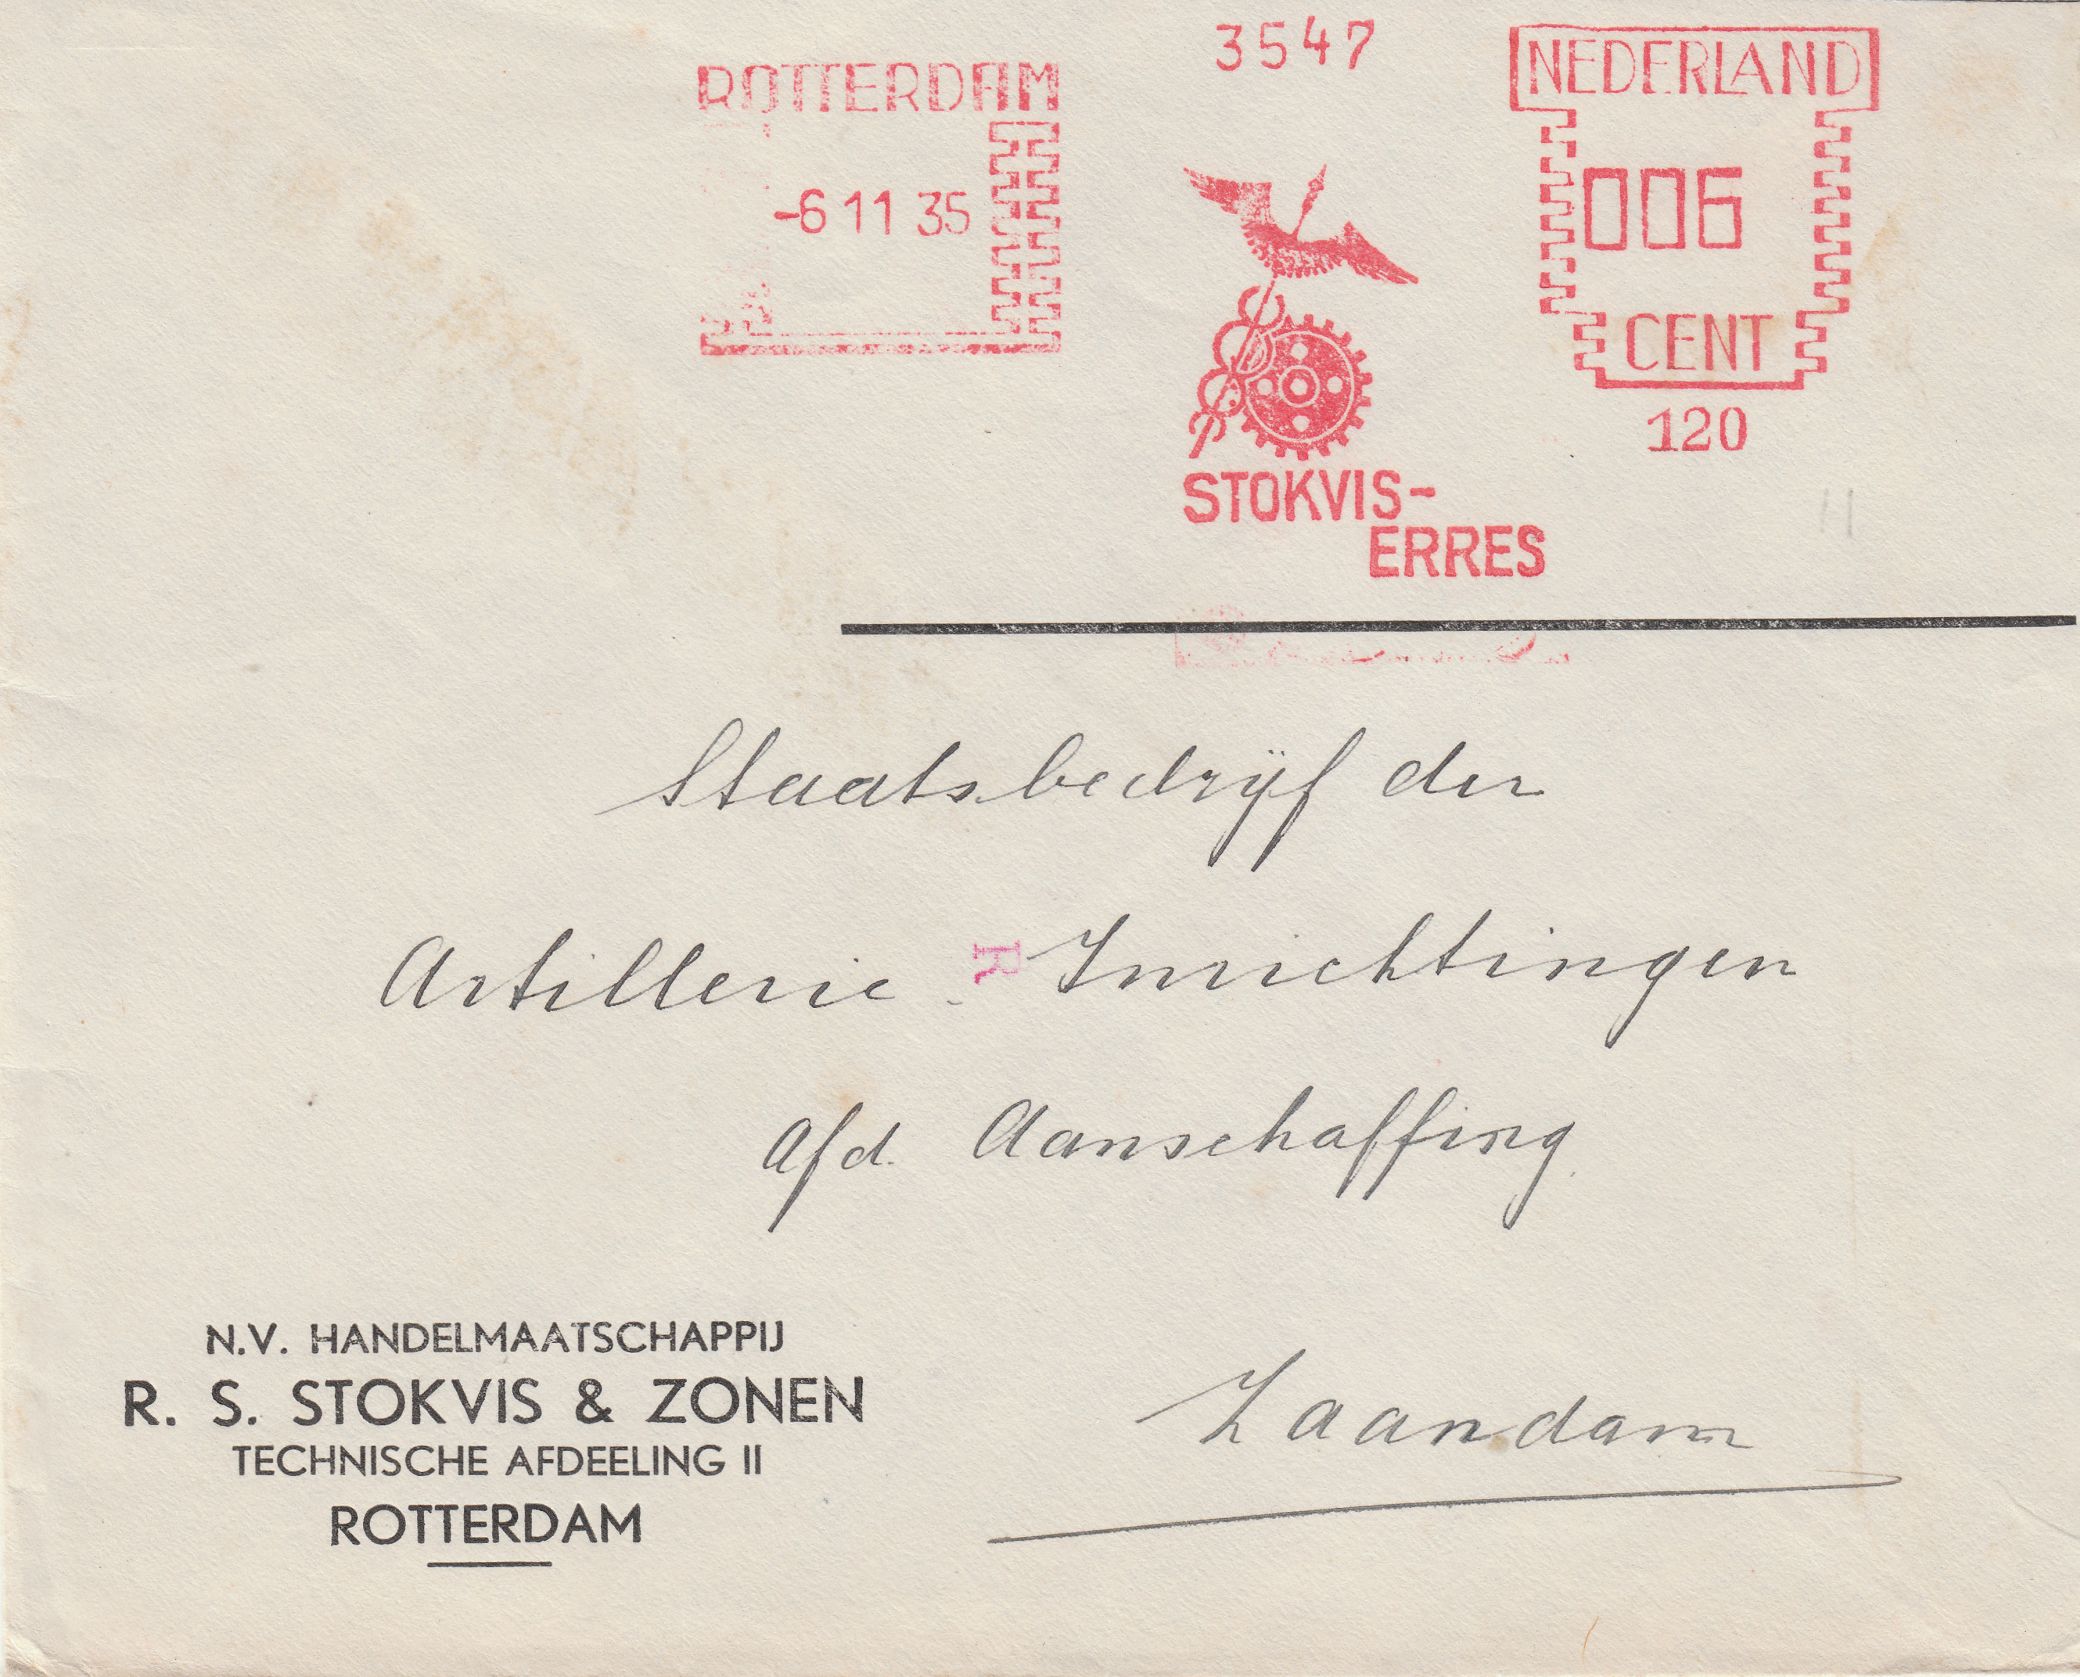 3547
ROTTERDAM
-6 11 35
NEDERLAND
006
CENT
120
STOKVIS-
ERRES
Staatsbedrijf der
Artillerie - Inrichtingen
R
Afd. Aanschaffing.
Zaandam
N.V. HANDELMAATSCHAPPIJ
R. S. STOKVIS & ZONEN
TECHNISCHE AFDEELING II
ROTTERDAM